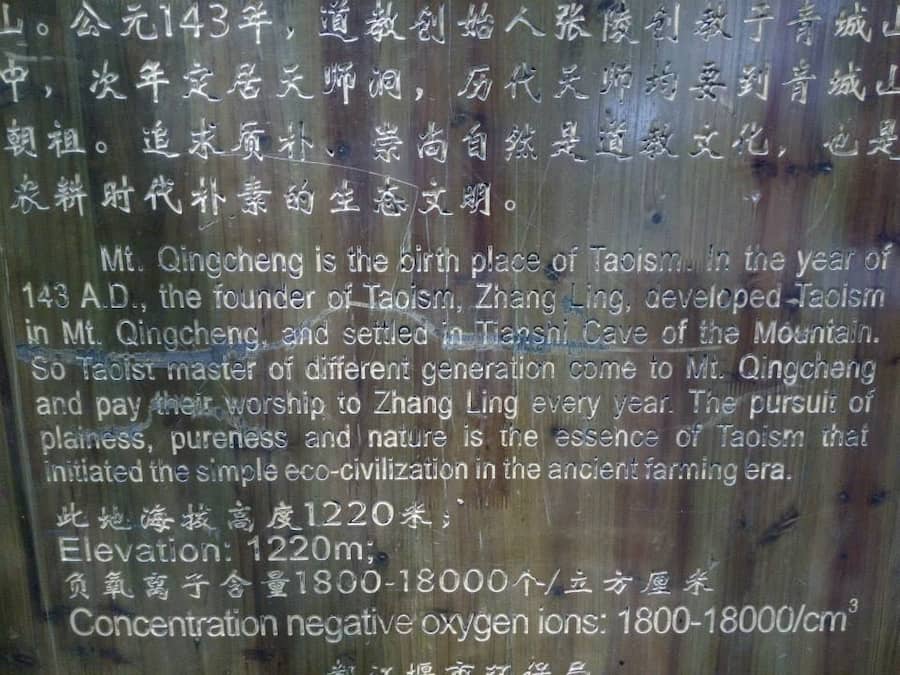 山。公元143年，道教创始人张陵创教于青城山
中，次年定居天师洞，历代天师均要到青城山
朝祖。追求质朴、崇尚自然是道教文化，也是
农耕时代朴素的生态文明。
Mt. Qingcheng is the birth place of Taoism. In the year of
143 A.D., the founder of Taoism, Zhang Ling, developed Taoism
in Mt. Qingcheng, and settled in Tianshi Cave of the Mountain.
So Taoist master of different generation come to Mt. Qingcheng
and pay their worship to Zhang Ling every year. The pursuit of
plainess, pureness and nature is the essence of Taoism that
initiated the simple eco-civilization in the ancient farming era.
此地海拔高度1220米；
Elevation: 1220m;
负氧离子含量1800-18000个/立方厘米
Concentration negative oxygen ions: 1800-18000/cm³
都江堰市环保局